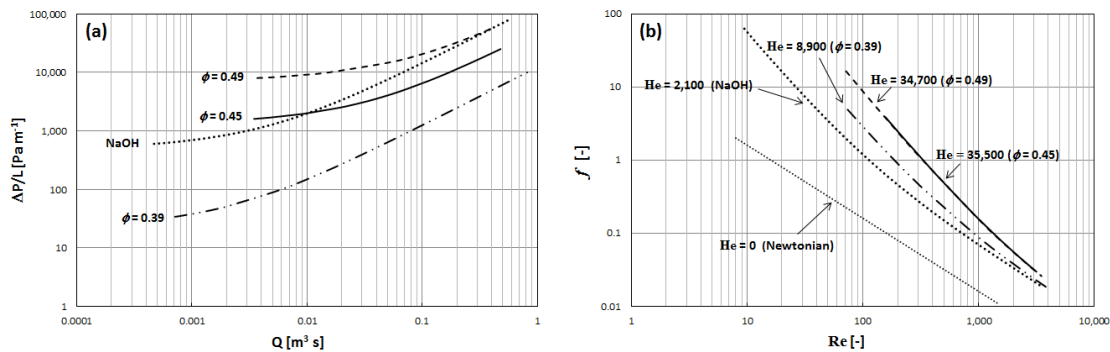 (a)
ΔP/L [Pa m⁻¹]
100,000
10,000
1,000
100
10
1
ϕ = 0.49
ϕ = 0.45
NaOH
ϕ = 0.39
0.0001
0.001
0.01
0.1
1
Q [m³ s]
(b)
f [-]
10
1
0.1
0.01
He = 8,900 (ϕ = 0.39)
He = 34,700 (ϕ = 0.49)
He = 2,100 (NaOH)
He = 35,500 (ϕ = 0.45)
He = 0 (Newtonian)
1
10
100
1,000
10,000
Re [-]